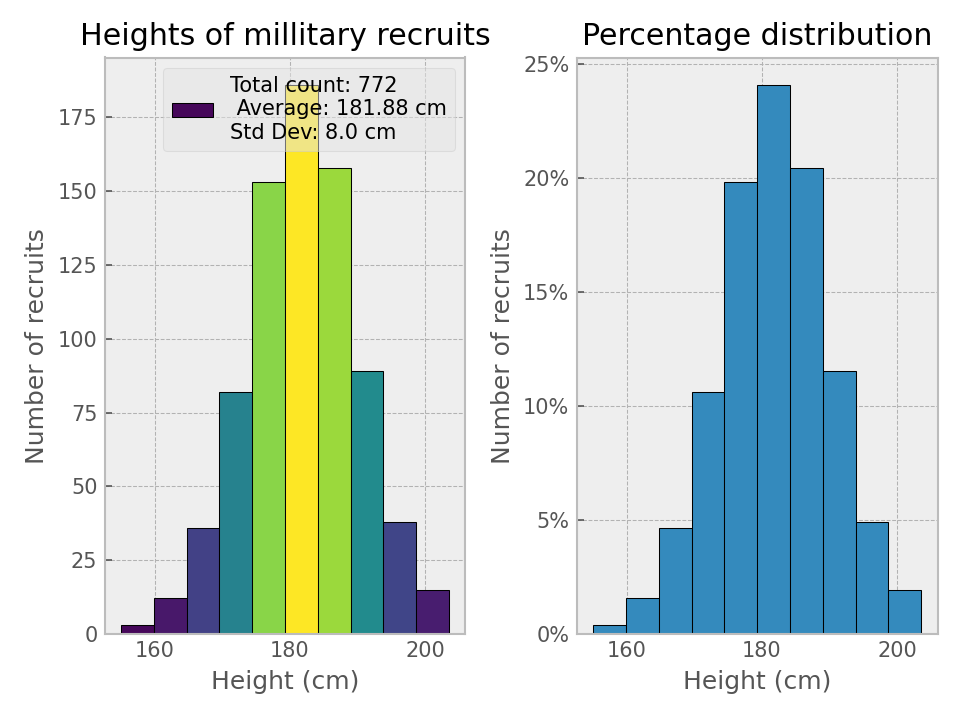 Heights of millitary recruits
Total count: 772
Average: 181.88 cm
Std Dev: 8.0 cm
175
150
125
100
75
50
25
0
Number of recruits
160 180 200
Height (cm)
Percentage distribution
25%
20%
15%
10%
5%
0%
Number of recruits
160 180 200
Height (cm)